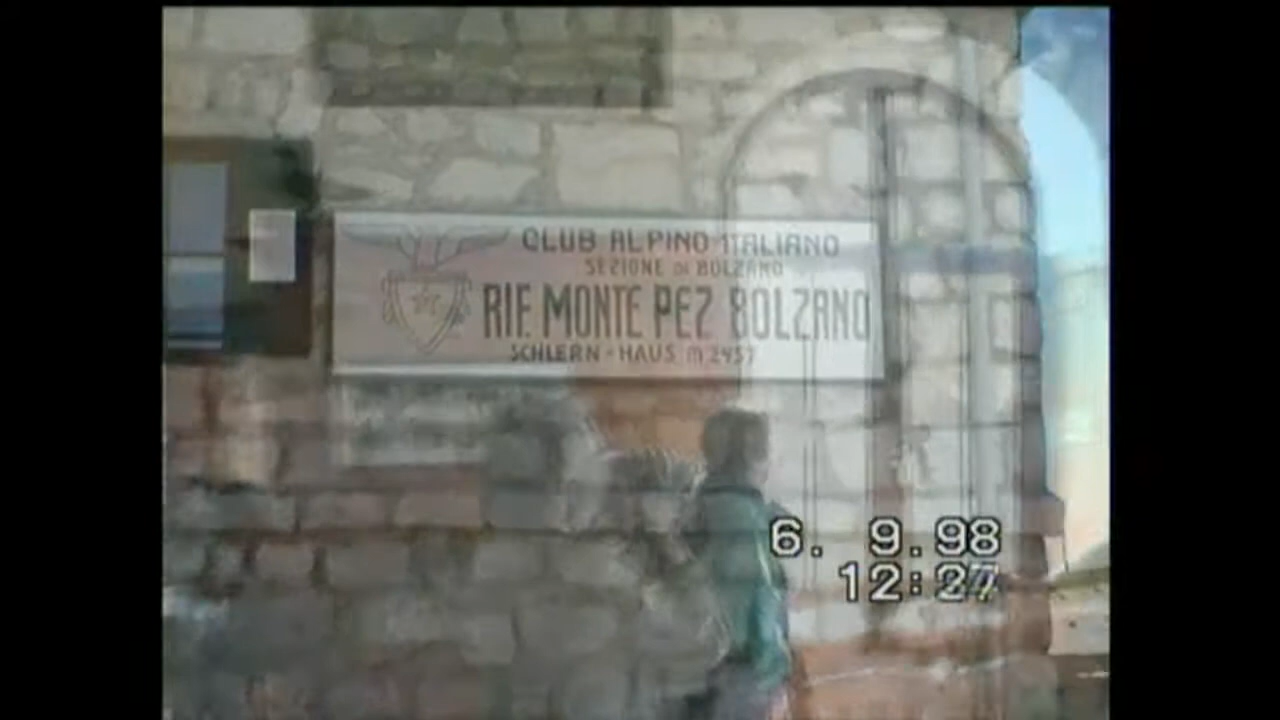 CLUB ALPINO ITALIANO
SEZIONE DI BOLZANO
RIF. MONTE PEZ BOLZANO
SCHLERN-HAUS m 2457
6. 9.98
12:27